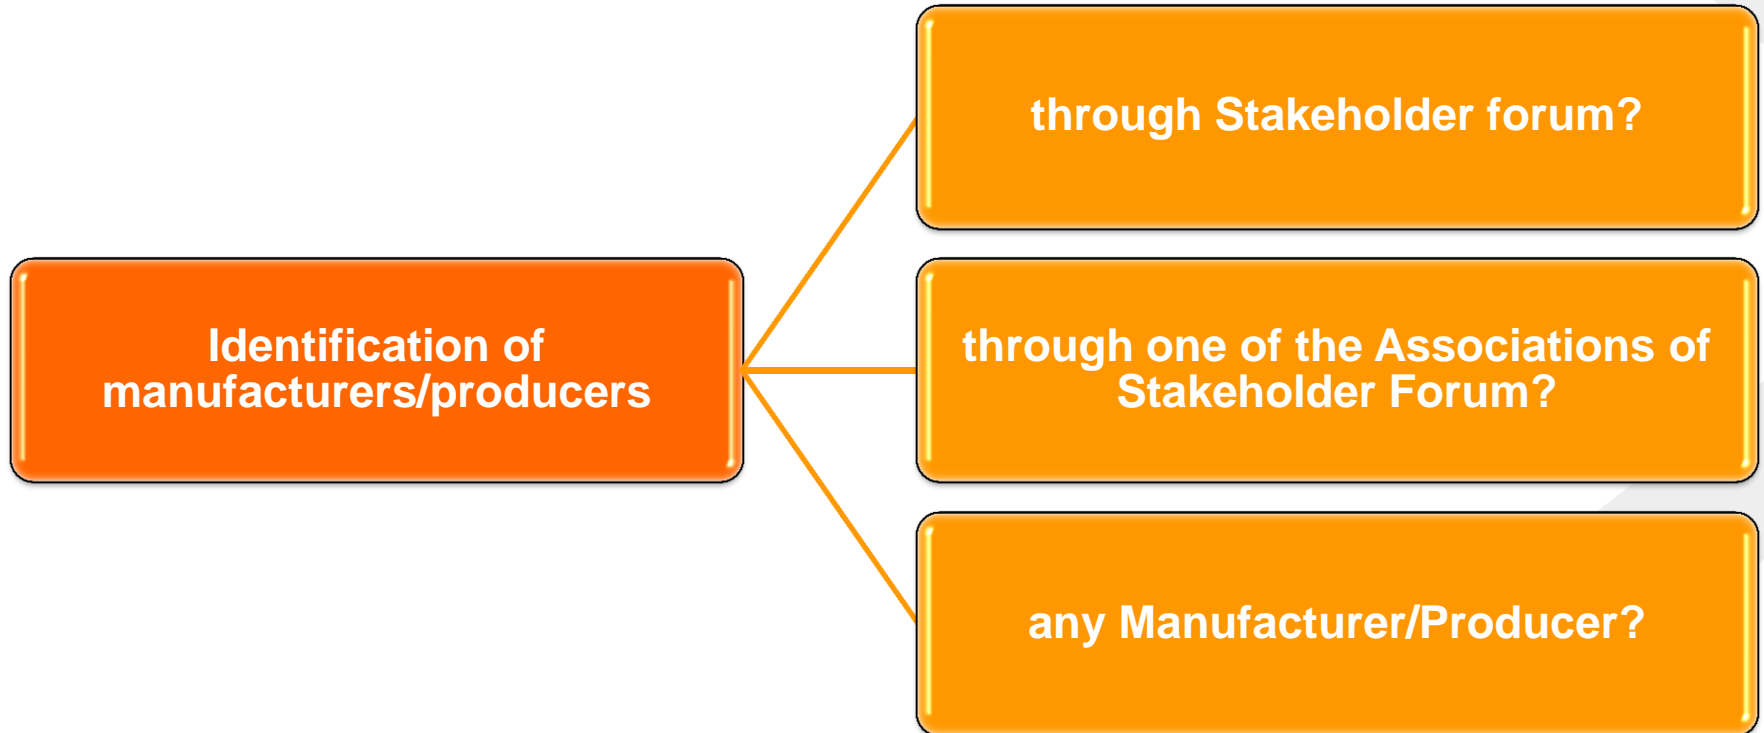 through Stakeholder forum?
Identification of
manufacturers/producers
through one of the Associations of
Stakeholder Forum?
any Manufacturer/Producer?